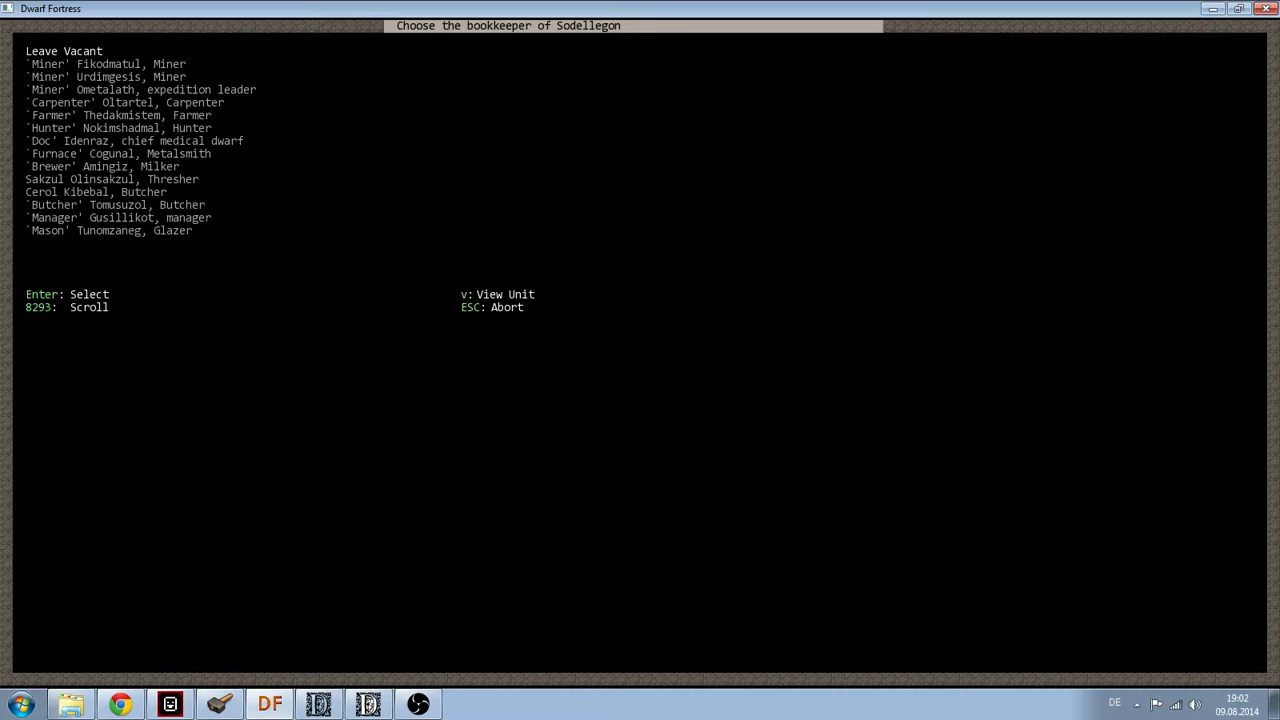 Dwarf Fortress
Choose the bookkeeper of Sodellegon
Leave Vacant
`Miner' Fikodmatul, Miner
`Miner' Urdimgesis, Miner
`Miner' Ometalath, expedition leader
`Carpenter' Oltartel, Carpenter
`Farmer' Thedakmistem, Farmer
`Hunter' Nokimshadmal, Hunter
`Doc' Idenraz, chief medical dwarf
`Furnace' Cogunal, Metalsmith
`Brewer' Amingiz, Milker
Sakzul Olinsakzul, Thresher
Cerol Kibebal, Butcher
`Butcher' Tomusuzol, Butcher
`Manager' Gusillikot, manager
`Mason' Tunomzaneg, Glazer
Enter: Select v: View Unit
8293: Scroll ESC: Abort
DF D D
DE 19:02
09.08.2014